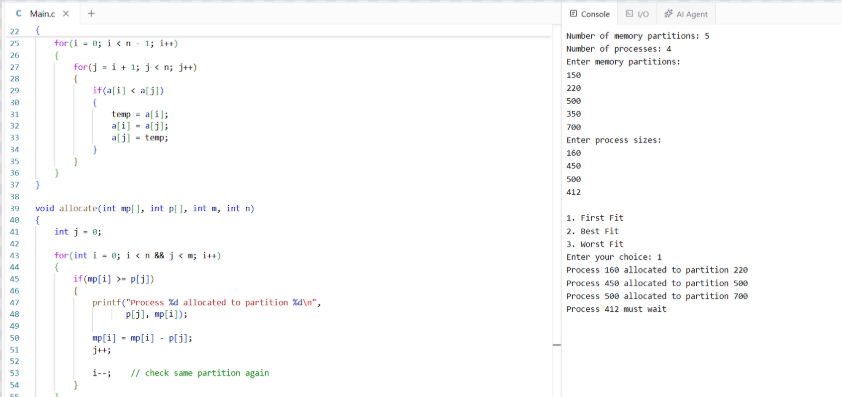 C Main.c × +
22 {
25 for(i = 0; i < n - 1; i++)
26 {
27 for(j = i + 1; j < n; j++)
28 {
29 if(a[i] < a[j])
30 {
31 temp = a[i];
32 a[i] = a[j];
33 a[j] = temp;
34 }
35 }
36 }
37 }
38
39 void allocate(int mp[], int p[], int m, int n)
40 {
41 int j = 0;
42
43 for(int i = 0; i < n && j < m; i++)
44 {
45 if(mp[i] >= p[j])
46 {
47 printf("Process %d allocated to partition %d\n",
48 p[j], mp[i]);
49
50 mp[i] = mp[i] - p[j];
51 j++;
52
53 i--; // check same partition again
54 }
55 }
Console I/O AI Agent
Number of memory partitions: 5
Number of processes: 4
Enter memory partitions:
150
220
500
350
700
Enter process sizes:
160
450
500
412
1. First Fit
2. Best Fit
3. Worst Fit
Enter your choice: 1
Process 160 allocated to partition 220
Process 450 allocated to partition 500
Process 500 allocated to partition 700
Process 412 must wait